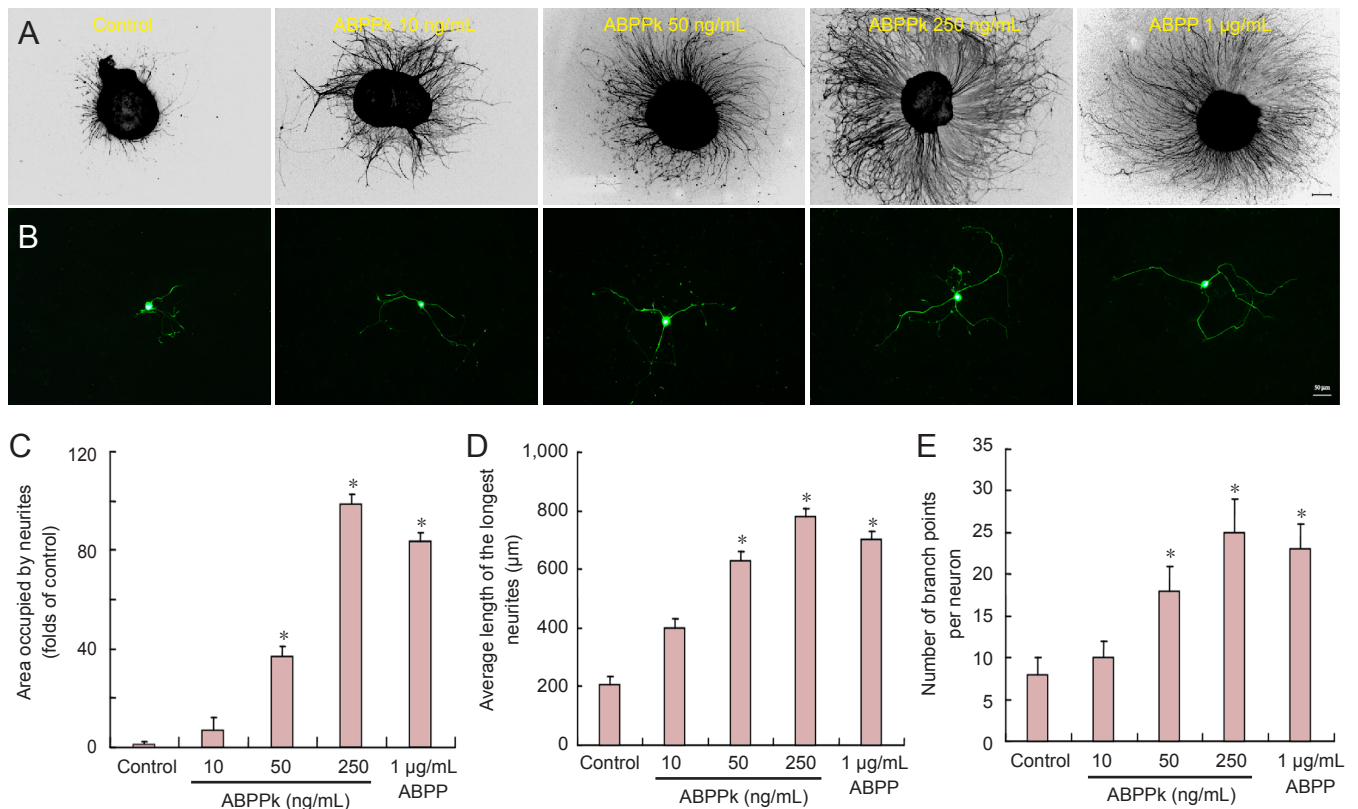 A
Control
ABPPk 10 ng/mL
ABPPk 50 ng/mL
ABPPk 250 ng/mL
ABPP 1 µg/mL
B
50 µm
C
Area occupied by neurites
(folds of control)
120
80
40
0
Control
10
50
250
1 µg/mL
ABPP
ABPPk (ng/mL)
*
*
*
D
Average length of the longest
neurites (µm)
1,000
800
600
400
200
0
Control
10
50
250
1 µg/mL
ABPP
ABPPk (ng/mL)
*
*
*
E
Number of branch points
per neuron
35
30
25
20
15
10
5
0
Control
10
50
250
1 µg/mL
ABPP
ABPPk (ng/mL)
*
*
*